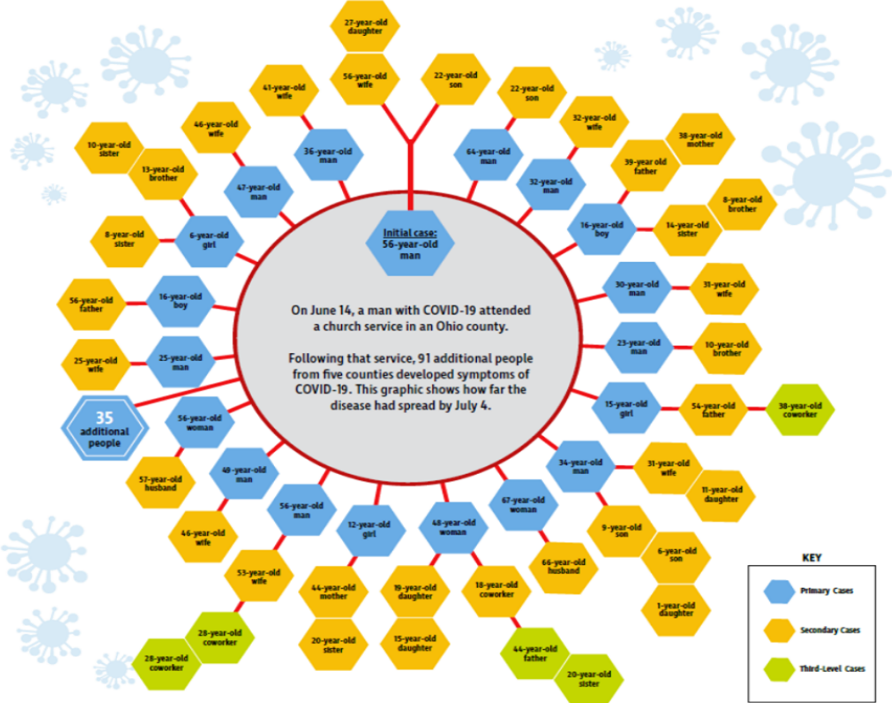 27-year-old
daughter
56-year-old
wife
22-year-old
son
41-year-old
wife
22-year-old
son
46-year-old
wife
36-year-old
man
64-year-old
man
32-year-old
wife
10-year-old
sister
13-year-old
brother
47-year-old
man
32-year-old
man
39-year old
father
38-year-old
mother
8-year-old
sister
6-year-old
girl
Initial case:
56-year-old
man
16-year-old
boy
14-year-old
sister
8-year-old
brother
56-year-old
father
16-year-old
boy
30-year-old
man
31-year-old
wife
On June 14, a man with COVID-19 attended
a church service in an Ohio county.
Following that service, 91 additional people
from five counties developed symptoms of
COVID-19. This graphic shows how far the
disease had spread by July 4.
25-year-old
wife
25-year-old
man
23-year-old
man
10-year-old
brother
35
additional
people
56-year-old
woman
15-year-old
girl
54-year-old
father
38-year-old
coworker
57-year-old
husband
48-year-old
man
34-year-old
man
31-year-old
wife
11-year-old
daughter
46-year-old
wife
56-year-old
man
12-year-old
girl
48-year-old
woman
67-year-old
woman
9-year-old
son
6-year-old
son
53-year-old
wife
44-year-old
mother
19-year-old
daughter
18-year-old
coworker
66-year-old
husband
1-year-old
daughter
28-year-old
coworker
28-year-old
coworker
20-year-old
sister
15-year-old
daughter
44-year-old
father
20-year-old
sister
KEY
Primary Cases
Secondary Cases
Third-Level Cases